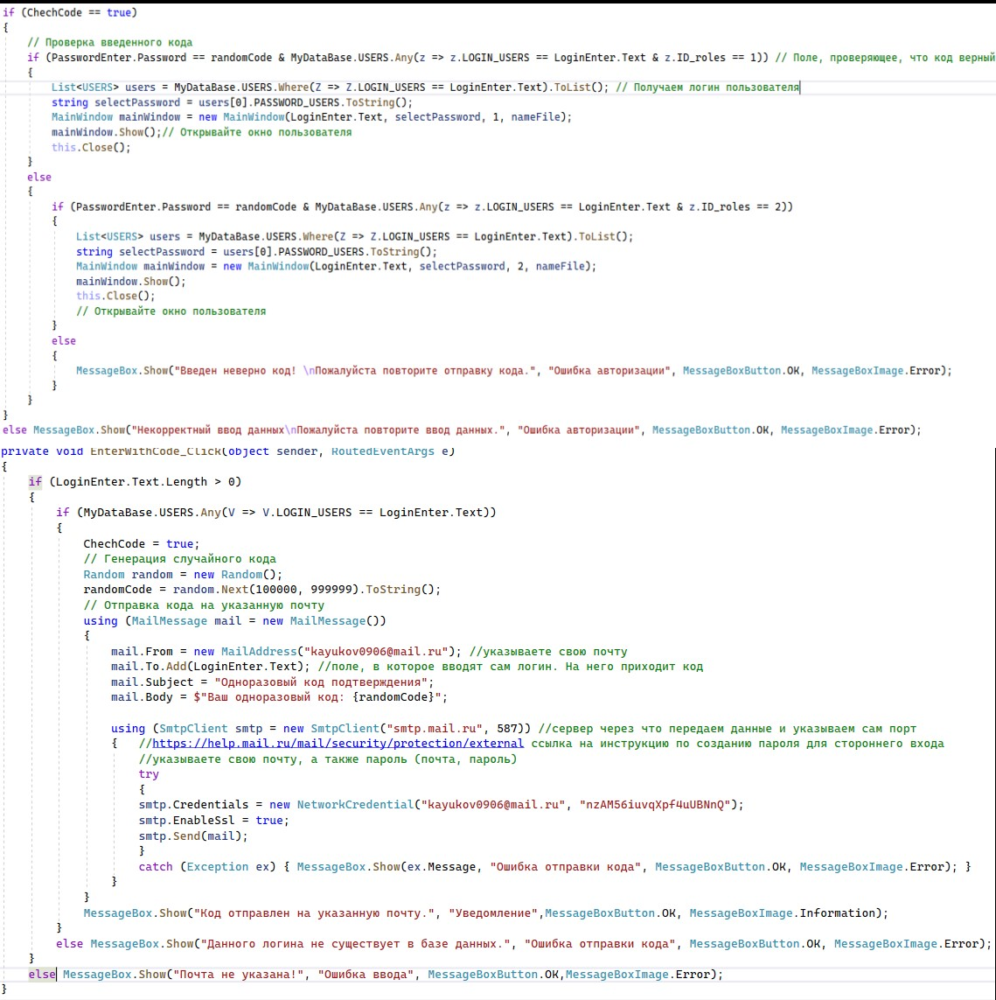 if (ChechCode == true)
{
// Проверка введенного кода
if (PasswordEnter.Password == randomCode & MyDataBase.USERS.Any(z => z.LOGIN_USERS == LoginEnter.Text & z.ID_roles == 1)) // Поле, проверяющее, что код верный
{
List<USERS> users = MyDataBase.USERS.Where(Z => Z.LOGIN_USERS == LoginEnter.Text).ToList(); // Получаем логин пользователя
string selectPassword = users[0].PASSWORD_USERS.ToString();
MainWindow mainWindow = new MainWindow(LoginEnter.Text, selectPassword, 1, nameFile);
mainWindow.Show();// Открывайте окно пользователя
this.Close();
}
else
{
if (PasswordEnter.Password == randomCode & MyDataBase.USERS.Any(z => z.LOGIN_USERS == LoginEnter.Text & z.ID_roles == 2))
{
List<USERS> users = MyDataBase.USERS.Where(Z => Z.LOGIN_USERS == LoginEnter.Text).ToList();
string selectPassword = users[0].PASSWORD_USERS.ToString();
MainWindow mainWindow = new MainWindow(LoginEnter.Text, selectPassword, 2, nameFile);
mainWindow.Show();
this.Close();
// Открывайте окно пользователя
}
else
{
MessageBox.Show("Введен неверно код! \nПожалуйста повторите отправку кода.", "Ошибка авторизации", MessageBoxButton.OK, MessageBoxImage.Error);
}
}
}
else MessageBox.Show("Некорректный ввод данных\nПожалуйста повторите ввод данных.", "Ошибка авторизации", MessageBoxButton.OK, MessageBoxImage.Error);
private void EnterWithCode_Click(object sender, RoutedEventArgs e)
{
if (LoginEnter.Text.Length > 0)
{
if (MyDataBase.USERS.Any(V => V.LOGIN_USERS == LoginEnter.Text))
{
ChechCode = true;
// Генерация случайного кода
Random random = new Random();
randomCode = random.Next(100000, 999999).ToString();
// Отправка кода на указанную почту
using (MailMessage mail = new MailMessage())
{
mail.From = new MailAddress("kayukov0906@mail.ru"); //указываете свою почту
mail.To.Add(LoginEnter.Text); //поле, в которое вводят сам логин. На него приходит код
mail.Subject = "Одноразовый код подтверждения";
mail.Body = $"Ваш одноразовый код: {randomCode}";
using (SmtpClient smtp = new SmtpClient("smtp.mail.ru", 587)) //сервер через что передаем данные и указываем сам порт
{ //https://help.mail.ru/mail/security/protection/external ссылка на инструкцию по созданию пароля для стороннего входа
//указываете свою почту, а также пароль (почта, пароль)
try
{
smtp.Credentials = new NetworkCredential("kayukov0906@mail.ru", "nzAM56iuvqXpf4uUBNnQ");
smtp.EnableSsl = true;
smtp.Send(mail);
}
catch (Exception ex) { MessageBox.Show(ex.Message, "Ошибка отправки кода", MessageBoxButton.OK, MessageBoxImage.Error); }
}
}
MessageBox.Show("Код отправлен на указанную почту.", "Уведомление",MessageBoxButton.OK, MessageBoxImage.Information);
}
else MessageBox.Show("Данного логина не существует в базе данных.", "Ошибка отправки кода", MessageBoxButton.OK, MessageBoxImage.Error);
}
else MessageBox.Show("Почта не указана!", "Ошибка ввода", MessageBoxButton.OK,MessageBoxImage.Error);
}